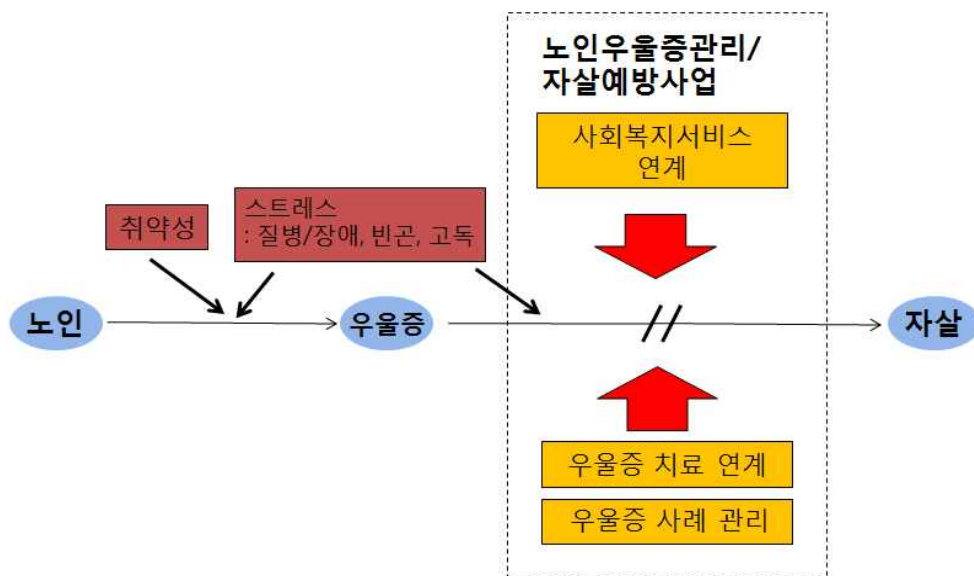 노인우울증관리/
자살예방사업
사회복지서비스
연계
취약성
스트레스
: 질병/장애, 빈곤, 고독
노인
우울증
자살
우울증 치료 연계
우울증 사례 관리